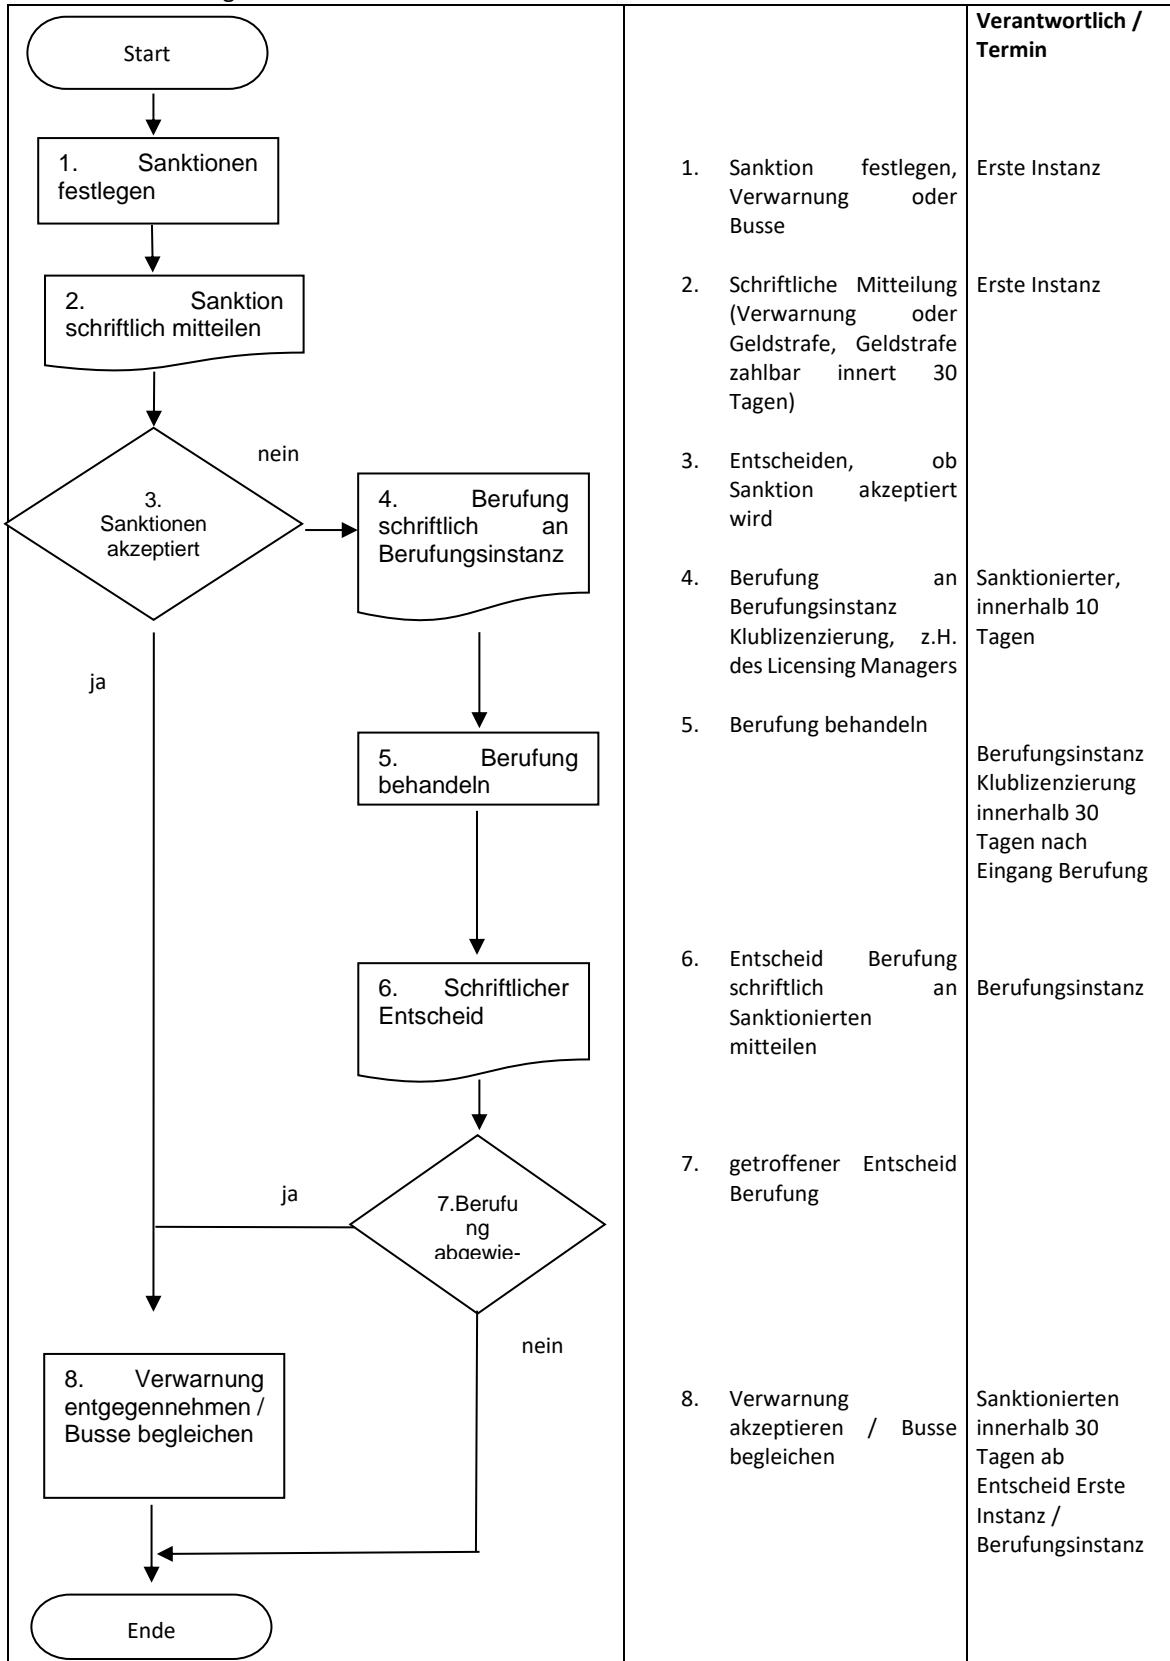 Verantwortlich /
Termin
Start
1. Sanktionen
festlegen
2. Sanktion
schriftlich mitteilen
nein
3.
Sanktionen
akzeptiert
4. Berufung
schriftlich an
Berufungsinstanz
ja
5. Berufung
behandeln
6. Schriftlicher
Entscheid
ja
7.Berufu
ng
abgewie-
nein
8. Verwarnung
entgegennehmen /
Busse begleichen
Ende
1. Sanktion festlegen,
Verwarnung oder
Busse
Erste Instanz
2. Schriftliche Mitteilung
(Verwarnung oder
Geldstrafe, Geldstrafe
zahlbar innert 30
Tagen)
Erste Instanz
3. Entscheiden, ob
Sanktion akzeptiert
wird
4. Berufung an
Berufungsinstanz
Klublizenzierung, z.H.
des Licensing Managers
Sanktionierter,
innerhalb 10
Tagen
5. Berufung behandeln
Berufungsinstanz
Klublizenzierung
innerhalb 30
Tagen nach
Eingang Berufung
6. Entscheid Berufung
schriftlich an
Sanktionierten
mitteilen
Berufungsinstanz
7. getroffener Entscheid
Berufung
8. Verwarnung
akzeptieren / Busse
begleichen
Sanktionierten
innerhalb 30
Tagen ab
Entscheid Erste
Instanz /
Berufungsinstanz